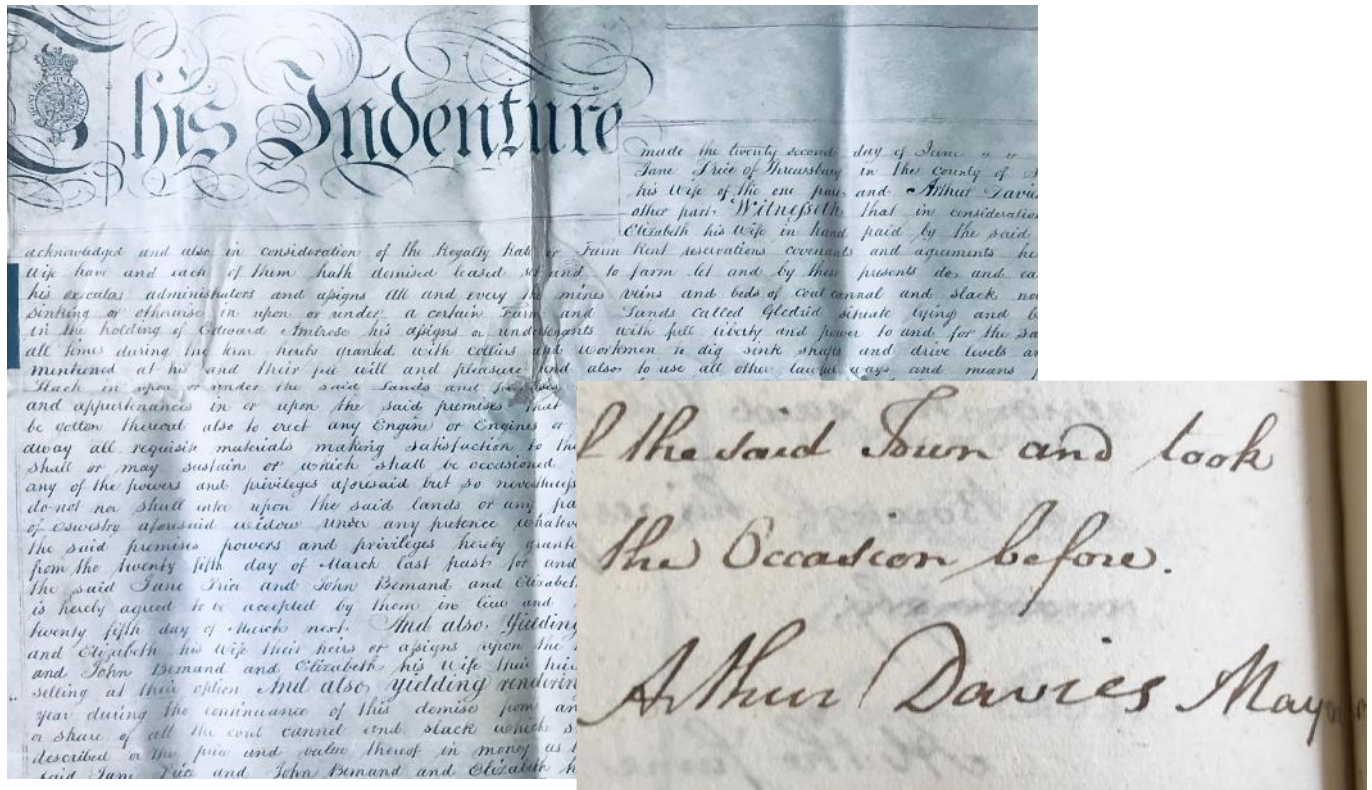 This Indenture
made the twenty second day of June
Jane Price of Shrewsbury in the county of
his Wife of the one part and Arthur Davies
other part Witnesseth that in consideration
Elizabeth his Wife in hand paid by the said
acknowledged and also in consideration of the Royalty Rate or Farm Rent reservations covenants and agreements
Wife have and each of them hath demised leased set and to farm let and by these presents do and
his executors administrators and assigns All and every the mines veins and beds of coal cannel and slack
sinking or otherwise in upon or under a certain Farm and Lands called Gledrid situate lying and
in the holding of Edward Ambrose his assigns or undertenants with full liberty and power to and for the
all times during the term hereby granted with colliers and workmen to dig sink shafts and drive levels
mentioned at his and their free will and pleasure and also to use all other lawful ways and means
Slack in upon or under the said Lands and premises
and appurtenances in or upon the said premises that
be gotten thereout also to erect any Engine or Engines or
away all requisite materials making satisfaction to the
shall or may sustain or which shall be occasioned
any of the powers and privileges aforesaid but so nevertheless
do not nor shall enter upon the said lands or any
of Oswestry aforesaid widow under any pretence
the said premises powers and privileges hereby
from the twenty fifth day of March last past for and
the said Jane Price and John Bemand and
is hereby agreed to be accepted by them in lieu and
twenty fifth day of March next. And also Yielding
and Elizabeth his Wife their heirs or assigns upon the
and John Bemand and Elizabeth his Wife their
selling at their option And also yielding
year during the continuance of this demise from
or share of all the coal cannel and slack which
described or the price and value thereof in money as
said Jane Price and John Bemand and Elizabeth
the said Town and took
the Occasion before.
Arthur Davies Mayor